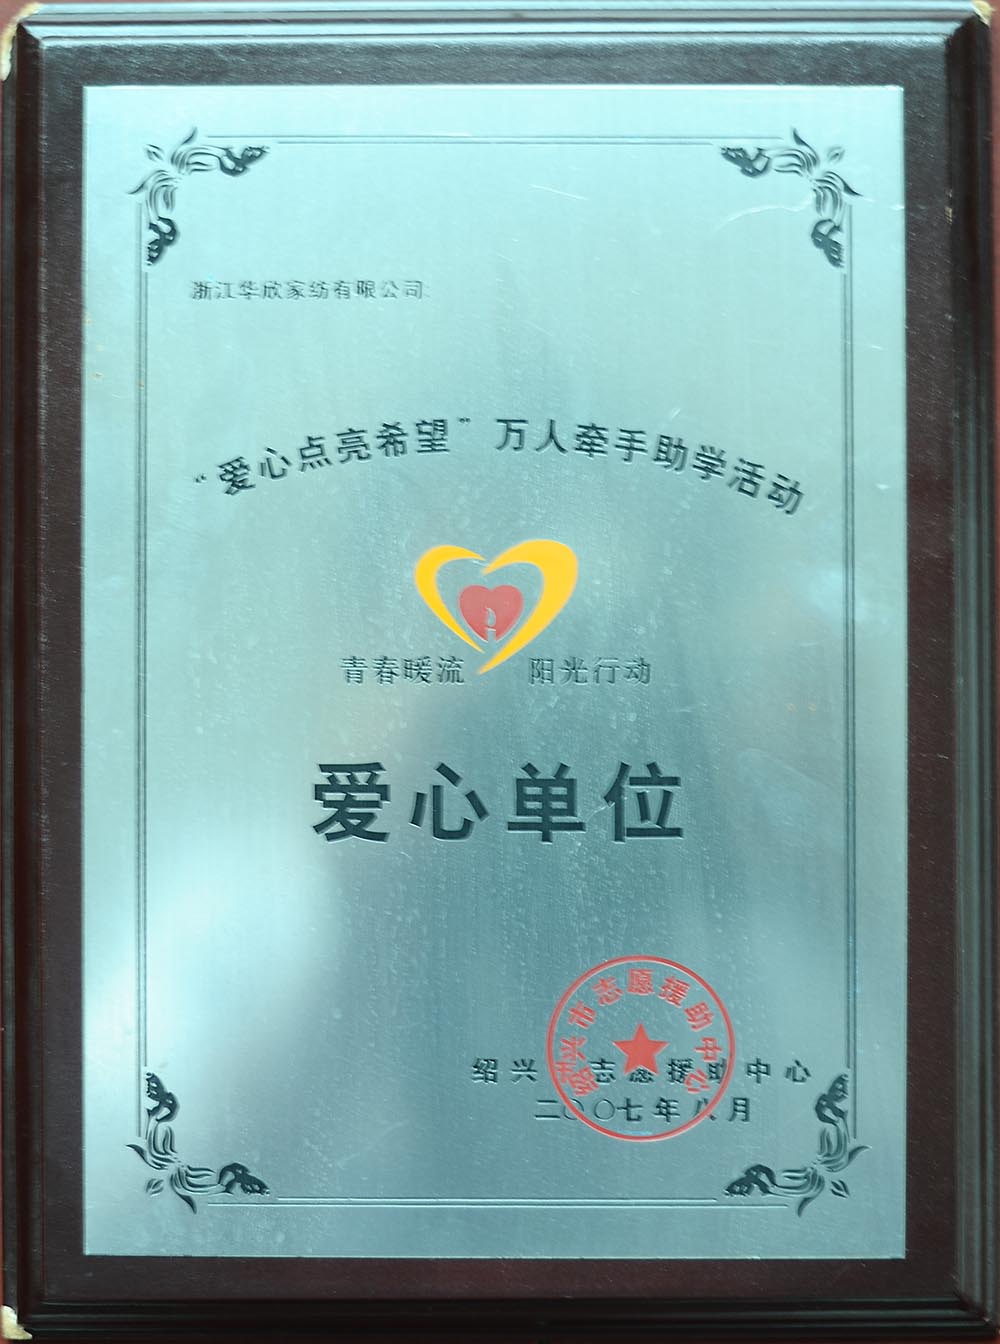 浙江华欣家纺有限公司:
“爱心点亮希望”万人牵手助学活动
青春暖流 阳光行动
爱心单位
绍兴市志愿援助中心
绍兴市志愿援助中心
二〇〇七年八月